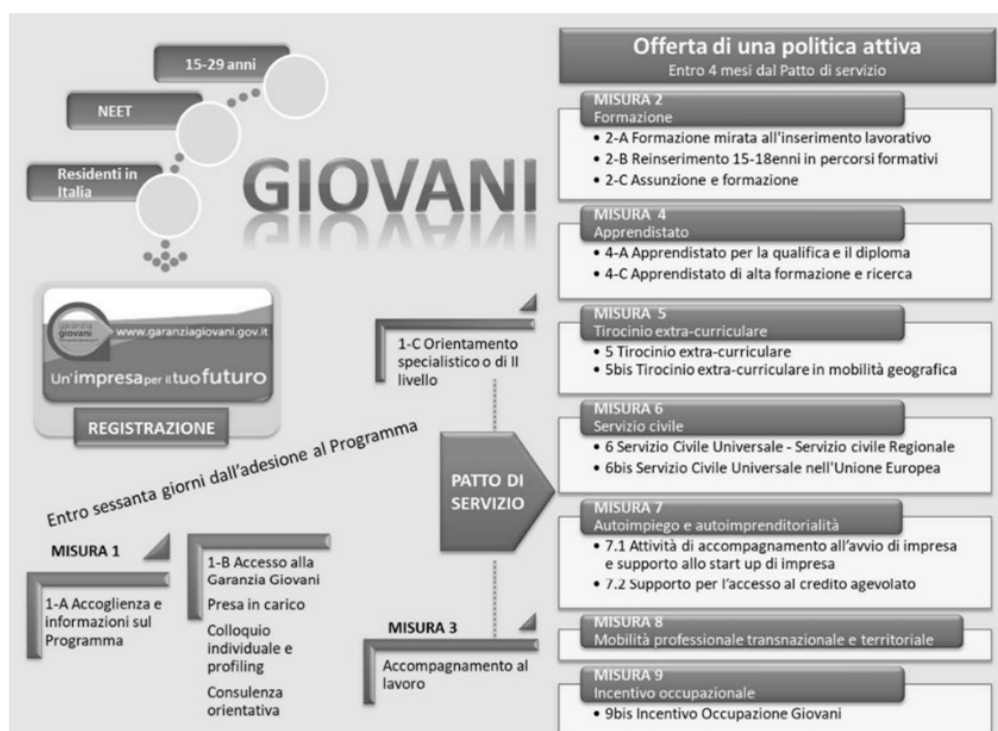 15-29 anni
NEET
Residenti in
Italia
GIOVANI
garanzia
giovani
www.garanziagiovani.gov.it
Un'impresa per il tuo futuro
REGISTRAZIONE
Entro sessanta giorni dall'adesione al Programma
MISURA 1
1-A Accoglienza e
informazioni sul
Programma
1-B Accesso alla
Garanzia Giovani
Presa in carico
Colloquio
individuale e
profiling
Consulenza
orientativa
1-C Orientamento
specialistico o di II
livello
PATTO DI
SERVIZIO
MISURA 3
Accompagnamento al
lavoro
Offerta di una politica attiva
Entro 4 mesi dal Patto di servizio
MISURA 2
Formazione
• 2-A Formazione mirata all'inserimento lavorativo
• 2-B Reinserimento 15-18enni in percorsi formativi
• 2-C Assunzione e formazione
MISURA 4
Apprendistato
• 4-A Apprendistato per la qualifica e il diploma
• 4-C Apprendistato di alta formazione e ricerca
MISURA 5
Tirocinio extra-curriculare
• 5 Tirocinio extra-curriculare
• 5bis Tirocinio extra-curriculare in mobilità geografica
MISURA 6
Servizio civile
• 6 Servizio Civile Universale - Servizio civile Regionale
• 6bis Servizio Civile Universale nell'Unione Europea
MISURA 7
Autoimpiego e autoimprenditorialità
• 7.1 Attività di accompagnamento all'avvio di impresa
e supporto allo start up di impresa
• 7.2 Supporto per l'accesso al credito agevolato
MISURA 8
Mobilità professionale transnazionale e territoriale
MISURA 9
Incentivo occupazionale
• 9bis Incentivo Occupazione Giovani